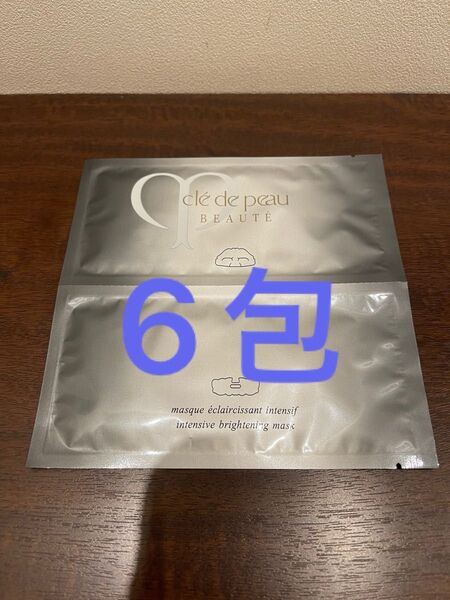 clé de peau
BEAUTÉ
6包
masque éclaircissant intensif
intensive brightening mask